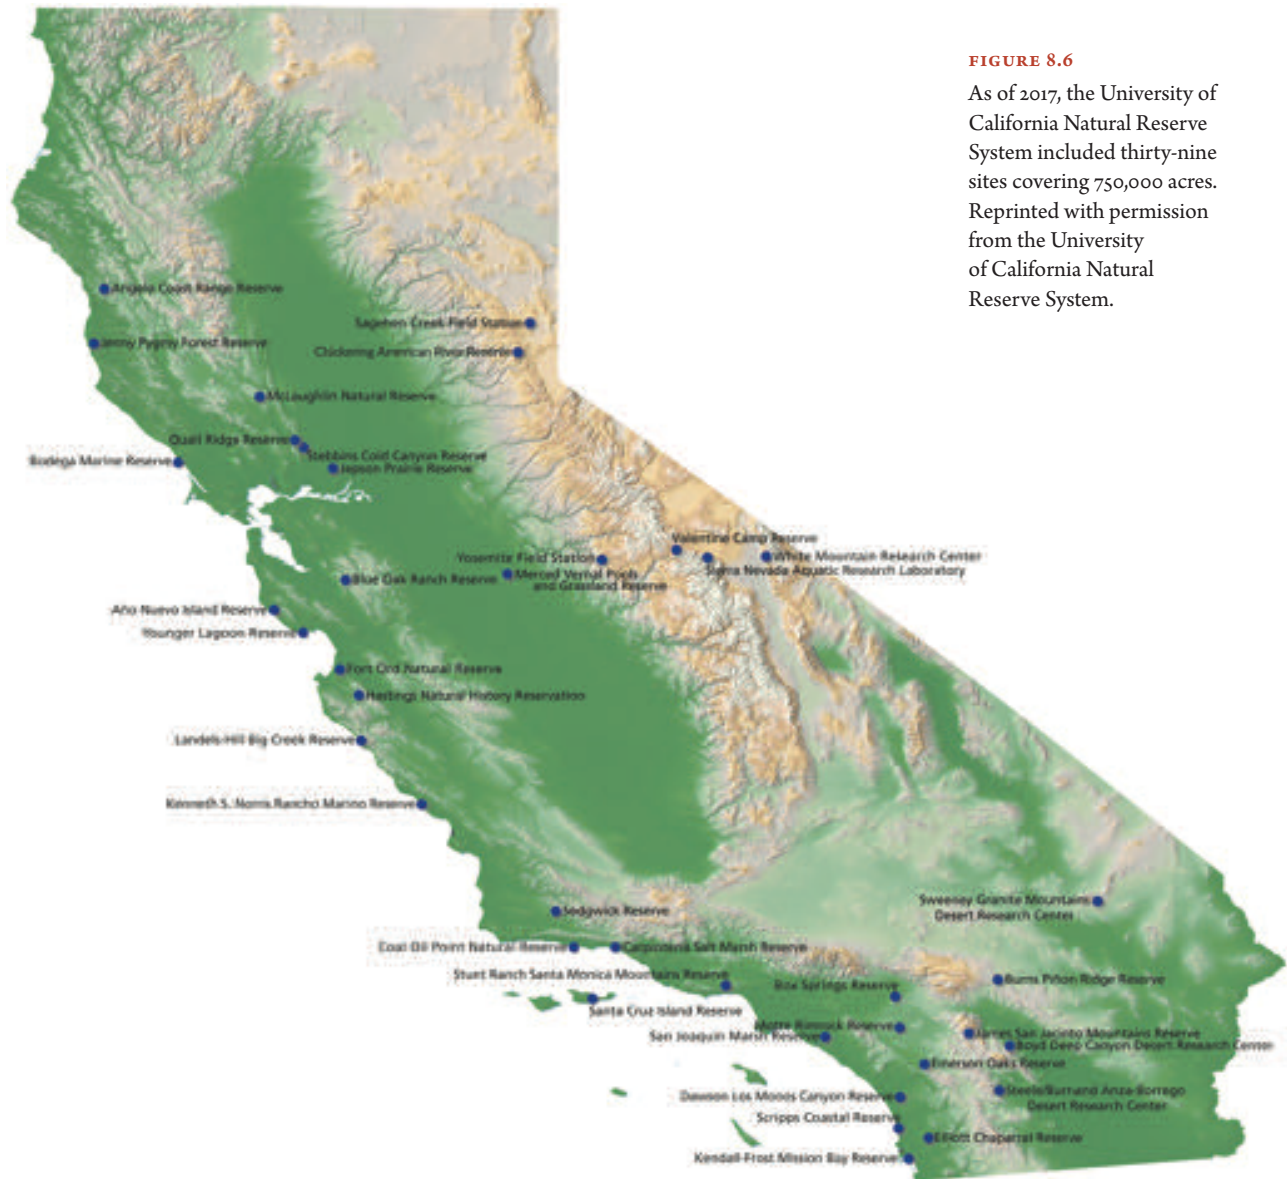 FIGURE 8.6
As of 2017, the University of
California Natural Reserve
System included thirty-nine
sites covering 750,000 acres.
Reprinted with permission
from the University
of California Natural
Reserve System.
Angelo Coast Range Reserve
Sagehen Creek Field Station
Jenny Pygmy Forest Reserve
Chickering American River Reserve
McLaughlin Natural Reserve
Quail Ridge Reserve
Stebbins Cold Canyon Reserve
Bodega Marine Reserve
Jepson Prairie Reserve
Valentine Camp Reserve
Yosemite Field Station
White Mountain Research Center
Sierra Nevada Aquatic Research Laboratory
Merced Vernal Pools
and Grassland Reserve
Blue Oak Ranch Reserve
Año Nuevo Island Reserve
Younger Lagoon Reserve
Fort Ord Natural Reserve
Hastings Natural History Reservation
Landels-Hill Big Creek Reserve
Kenneth S. Norris Rancho Marino Reserve
Sweeney Granite Mountains
Desert Research Center
Sedgwick Reserve
Coal Oil Point Natural Reserve
Carpinteria Salt Marsh Reserve
Stunt Ranch Santa Monica Mountains Reserve
Burns Piñon Ridge Reserve
Box Springs Reserve
Santa Cruz Island Reserve
Motte Rimrock Reserve
San Joaquin Marsh Reserve
James San Jacinto Mountains Reserve
Boyd Deep Canyon Desert Research Center
Emerson Oaks Reserve
Steele/Burnand Anza-Borrego
Desert Research Center
Dawson Los Monos Canyon Reserve
Scripps Coastal Reserve
Elliott Chaparral Reserve
Kendall-Frost Mission Bay Reserve